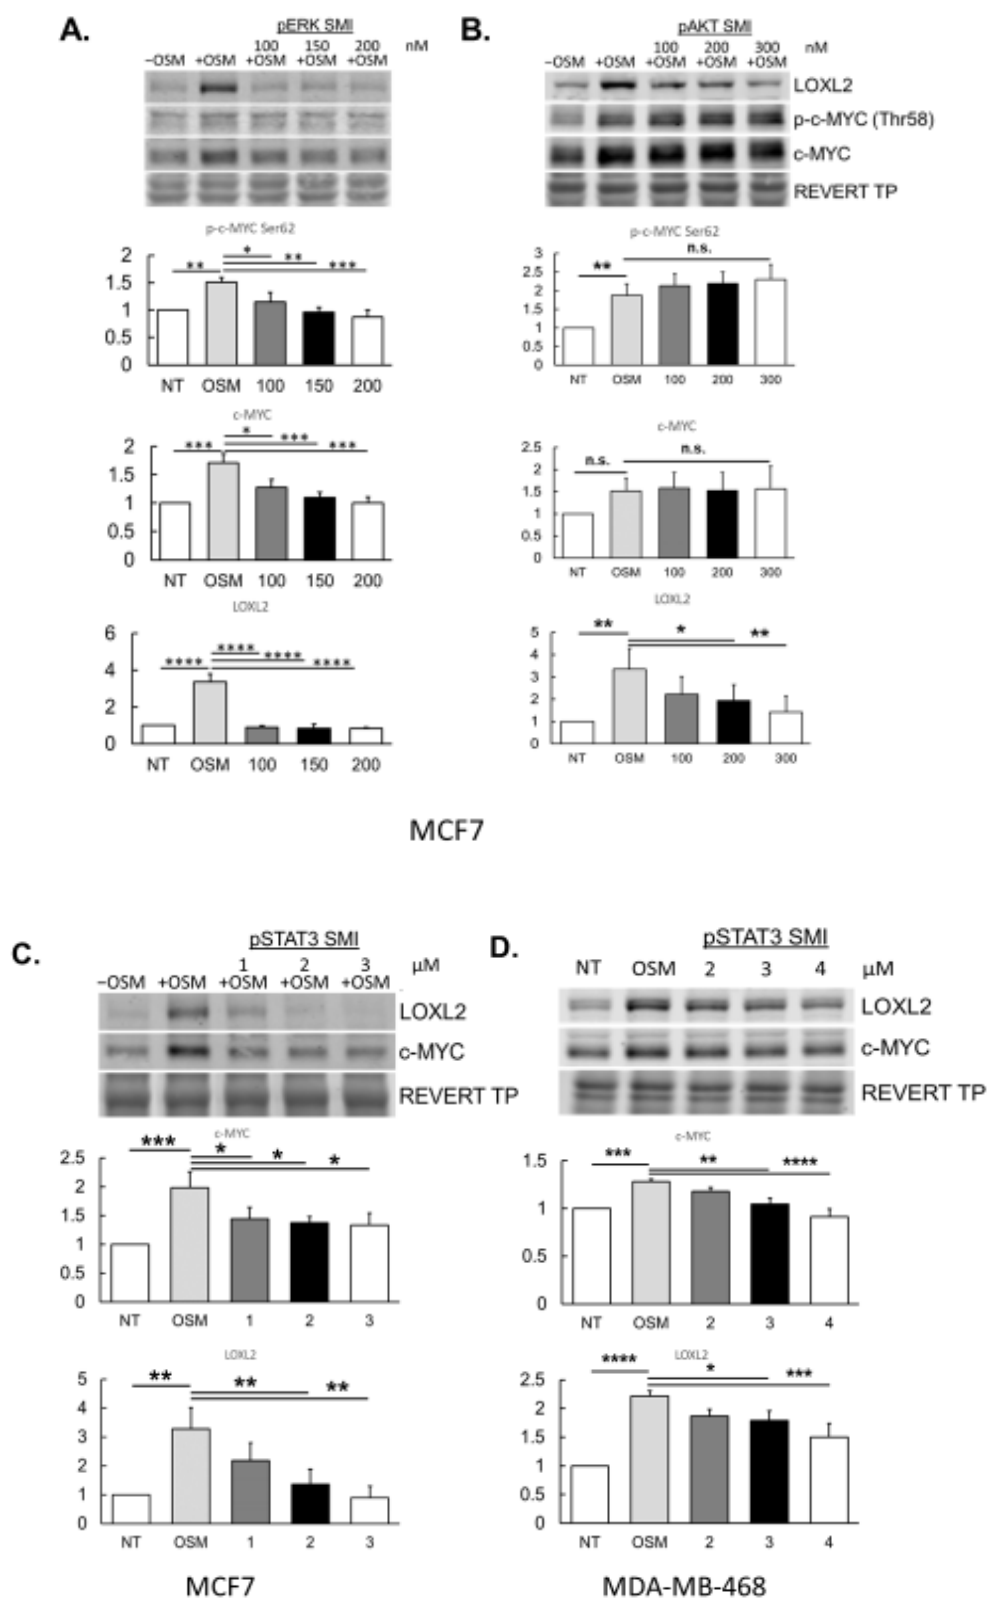 A.
pERK SMI
100 150 200 nM
−OSM +OSM +OSM +OSM +OSM
p-c-MYC Ser62
2
1.5
1
0.5
0
** * ** ***
NT OSM 100 150 200
c-MYC
2
1.5
1
0.5
0
*** * *** ***
NT OSM 100 150 200
LOXL2
6
4
2
0
**** **** **** ****
NT OSM 100 150 200
B.
pAKT SMI
100 200 300 nM
−OSM +OSM +OSM +OSM +OSM
LOXL2
p-c-MYC (Thr58)
c-MYC
REVERT TP
p-c-MYC Ser62
3
2.5
2
1.5
1
0.5
0
** n.s.
NT OSM 100 200 300
c-MYC
2.5
2
1.5
1
0.5
0
n.s. n.s.
NT OSM 100 200 300
LOXL2
5
4
3
2
1
0
** * **
NT OSM 100 200 300
MCF7
C.
pSTAT3 SMI
1 2 3 μM
−OSM +OSM +OSM +OSM +OSM
LOXL2
c-MYC
REVERT TP
c-MYC
2.5
2
1.5
1
0.5
0
*** * * *
NT OSM 1 2 3
LOXL2
5
4
3
2
1
0
** ** **
NT OSM 1 2 3
MCF7
D.
pSTAT3 SMI
NT OSM 2 3 4 μM
LOXL2
c-MYC
REVERT TP
c-MYC
1.5
1
0.5
0
*** ** ****
NT OSM 2 3 4
LOXL2
2.5
2
1.5
1
0.5
0
**** * ***
NT OSM 2 3 4
MDA-MB-468